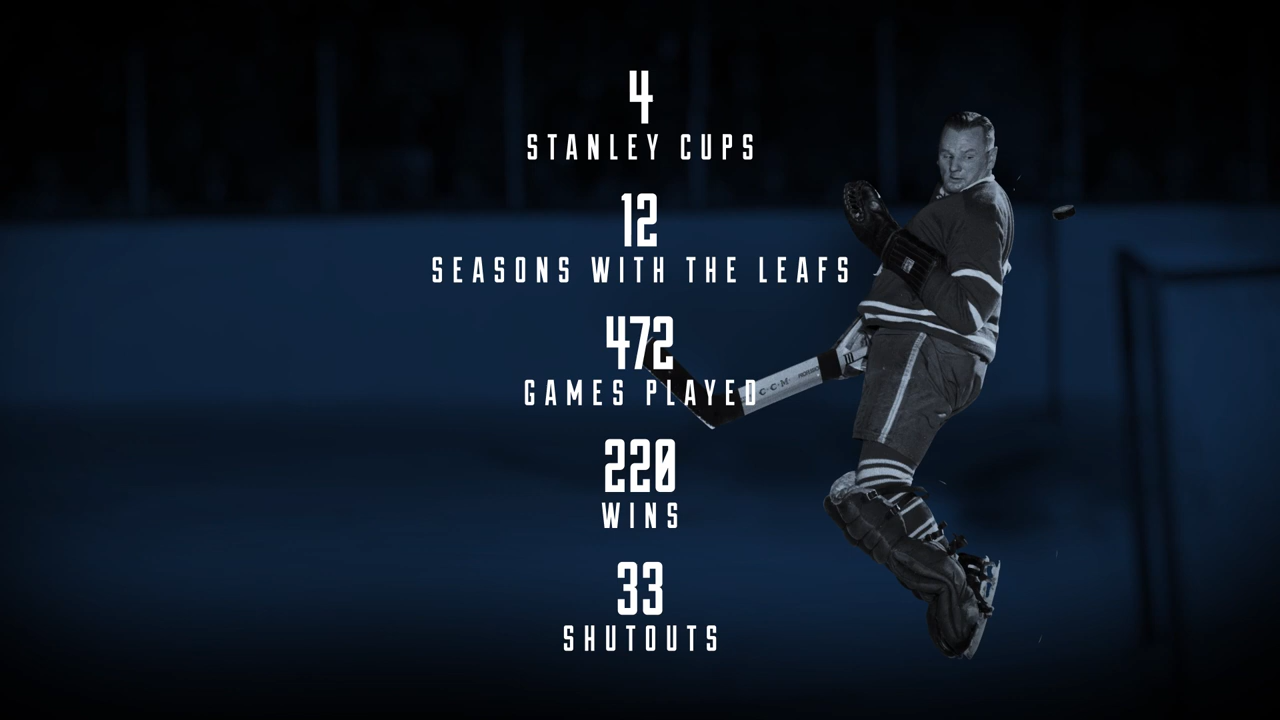 4
STANLEY CUPS
12
SEASONS WITH THE LEAFS
472
GAMES PLAYED
220
WINS
33
SHUTOUTS
C·C·M